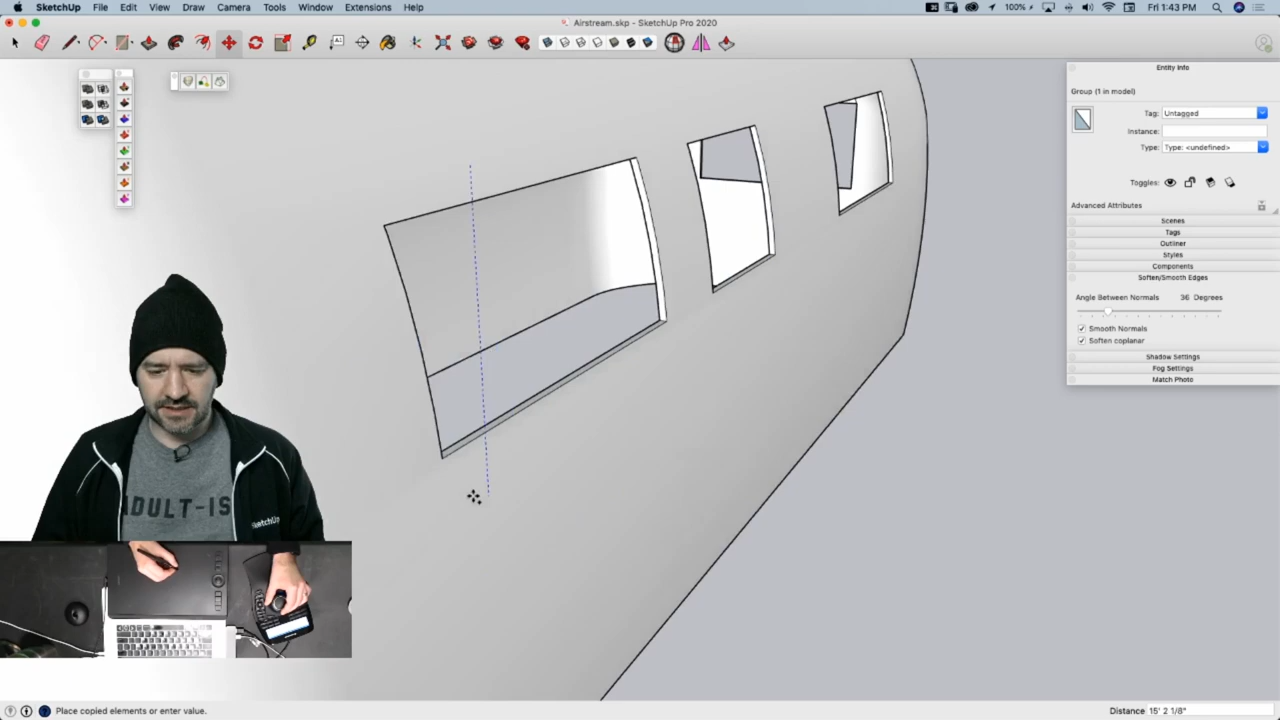 SketchUp File Edit View Draw Camera Tools Window Extensions Help
100% Fri 1:43 PM
Airstream.skp - SketchUp Pro 2020
Entity Info
Group (1 in model)
Tag: Untagged
Instance:
Type: Type: <undefined>
Toggles:
Advanced Attributes
Scenes
Tags
Outliner
Styles
Components
Soften/Smooth Edges
Angle Between Normals 36 Degrees
Smooth Normals
Soften coplanar
Shadow Settings
Fog Settings
Match Photo
DULT-IS
SketchUp
Place copied elements or enter value.
Distance 15' 2 1/8"